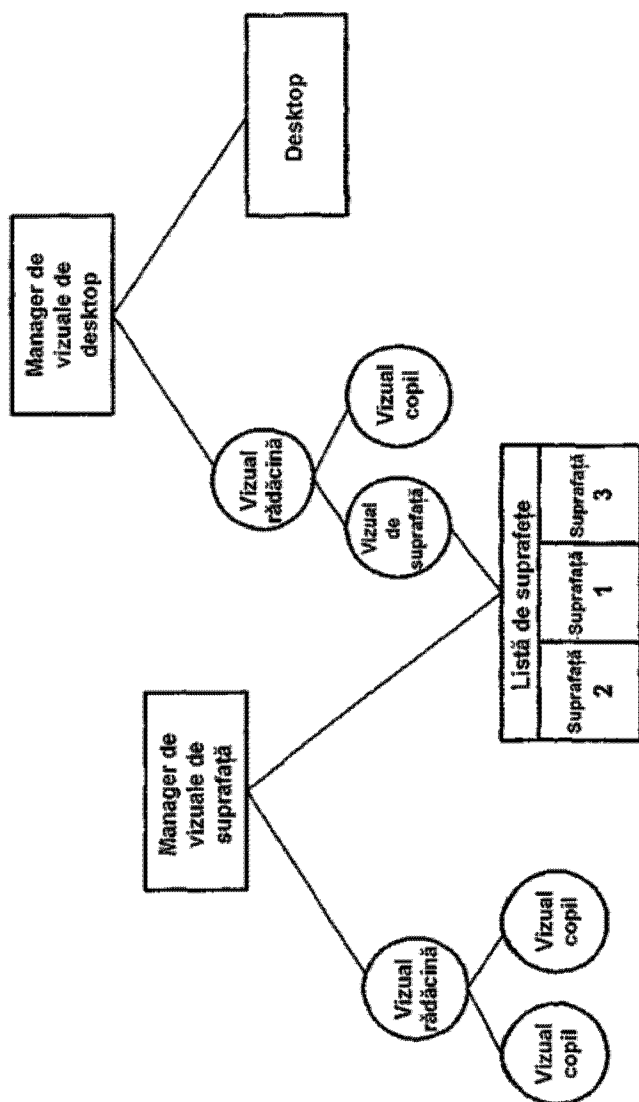 Manager de
vizuale de
desktop
Desktop
Vizual
rădăcină
Vizual
de
suprafață
Vizual
copil
Manager de
vizuale de
suprafață
Listă de suprafețe
Suprafață
2
Suprafață
1
Suprafață
3
Vizual
rădăcină
Vizual
copil
Vizual
copil